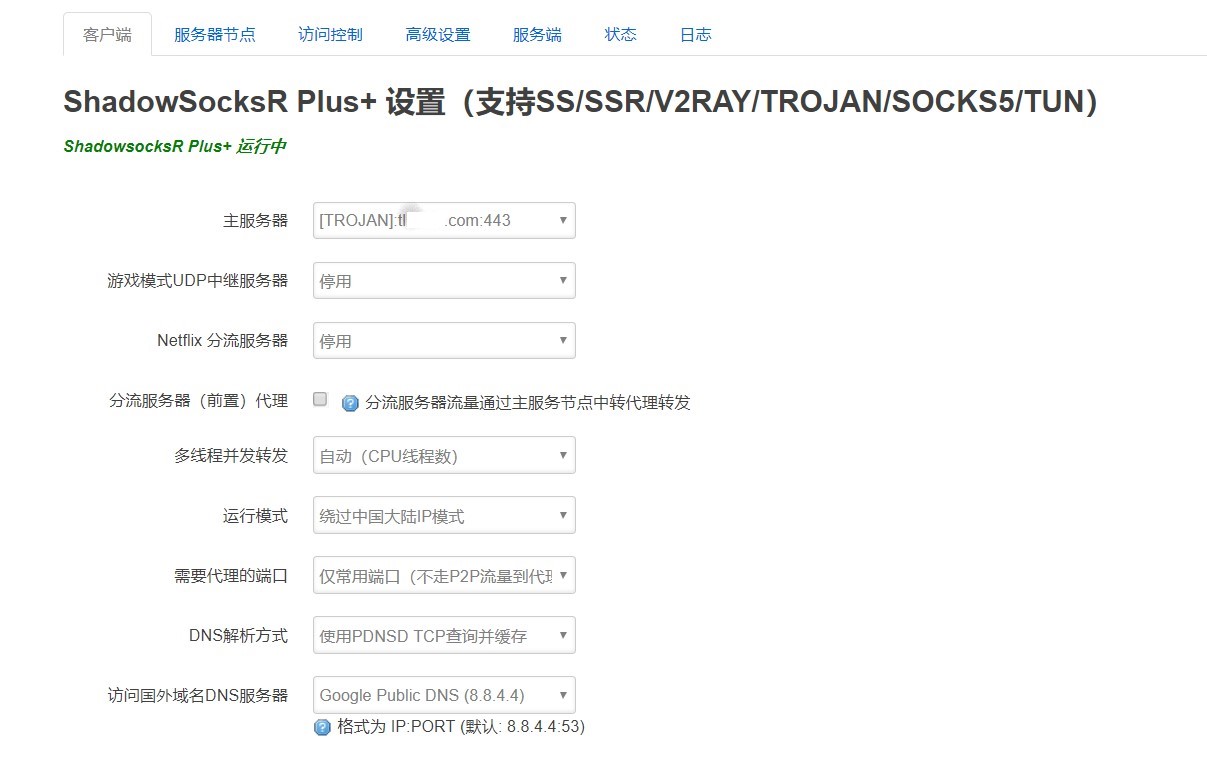 客户端 服务器节点 访问控制 高级设置 服务端 状态 日志
ShadowSocksR Plus+ 设置（支持SS/SSR/V2RAY/TROJAN/SOCKS5/TUN）
ShadowsocksR Plus+ 运行中
主服务器 [TROJAN]:tl .com:443
游戏模式UDP中继服务器 停用
Netflix 分流服务器 停用
分流服务器（前置）代理 分流服务器流量通过主服务节点中转代理转发
多线程并发转发 自动（CPU线程数）
运行模式 绕过中国大陆IP模式
需要代理的端口 仅常用端口（不走P2P流量到代理
DNS解析方式 使用PDNSD TCP查询并缓存
访问国外域名DNS服务器 Google Public DNS (8.8.4.4)
格式为 IP:PORT (默认: 8.8.4.4:53)